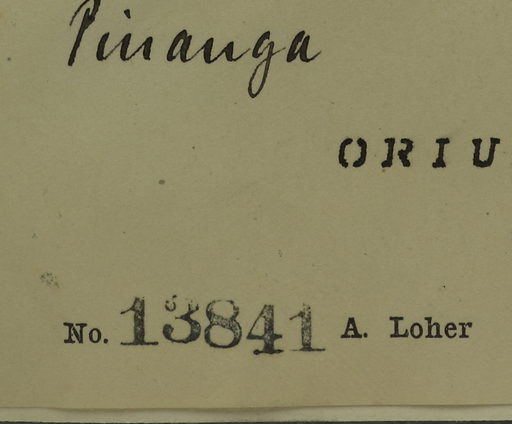 Pinanga
ORIU
No. 13841 A. Loher